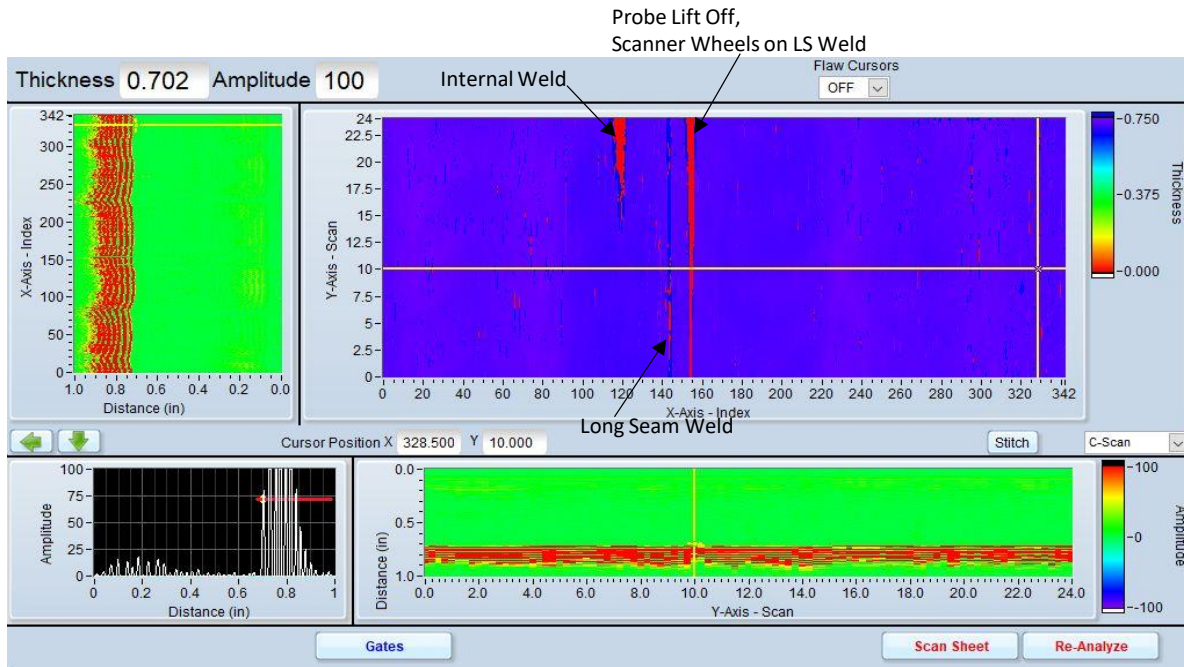 Probe Lift Off,
Scanner Wheels on LS Weld
Internal Weld
Thickness 0.702 Amplitude 100
Flaw Cursors
OFF
342
300
250
200
150
100
50
0
X-Axis - Index
1.0 0.8 0.6 0.4 0.2 0.0
Distance (in)
24
22.5
20
17.5
15
12.5
10
7.5
5
2.5
0
Y-Axis - Scan
0 20 40 60 80 100 120 140 160 180 200 220 240 260 280 300 320 342
X-Axis - Index
0.750
0.375
0.000
Thickness
Long Seam Weld
Cursor Position X 328.500 Y 10.000
Stitch
C-Scan
100
75
50
25
0
Amplitude
0 0.2 0.4 0.6 0.8 1
Distance (in)
0.0
0.5
1.0
Distance (in)
0.0 2.0 4.0 6.0 8.0 10.0 12.0 14.0 16.0 18.0 20.0 22.0 24.0
Y-Axis - Scan
100
0
-100
Amplitude
Gates
Scan Sheet
Re-Analyze